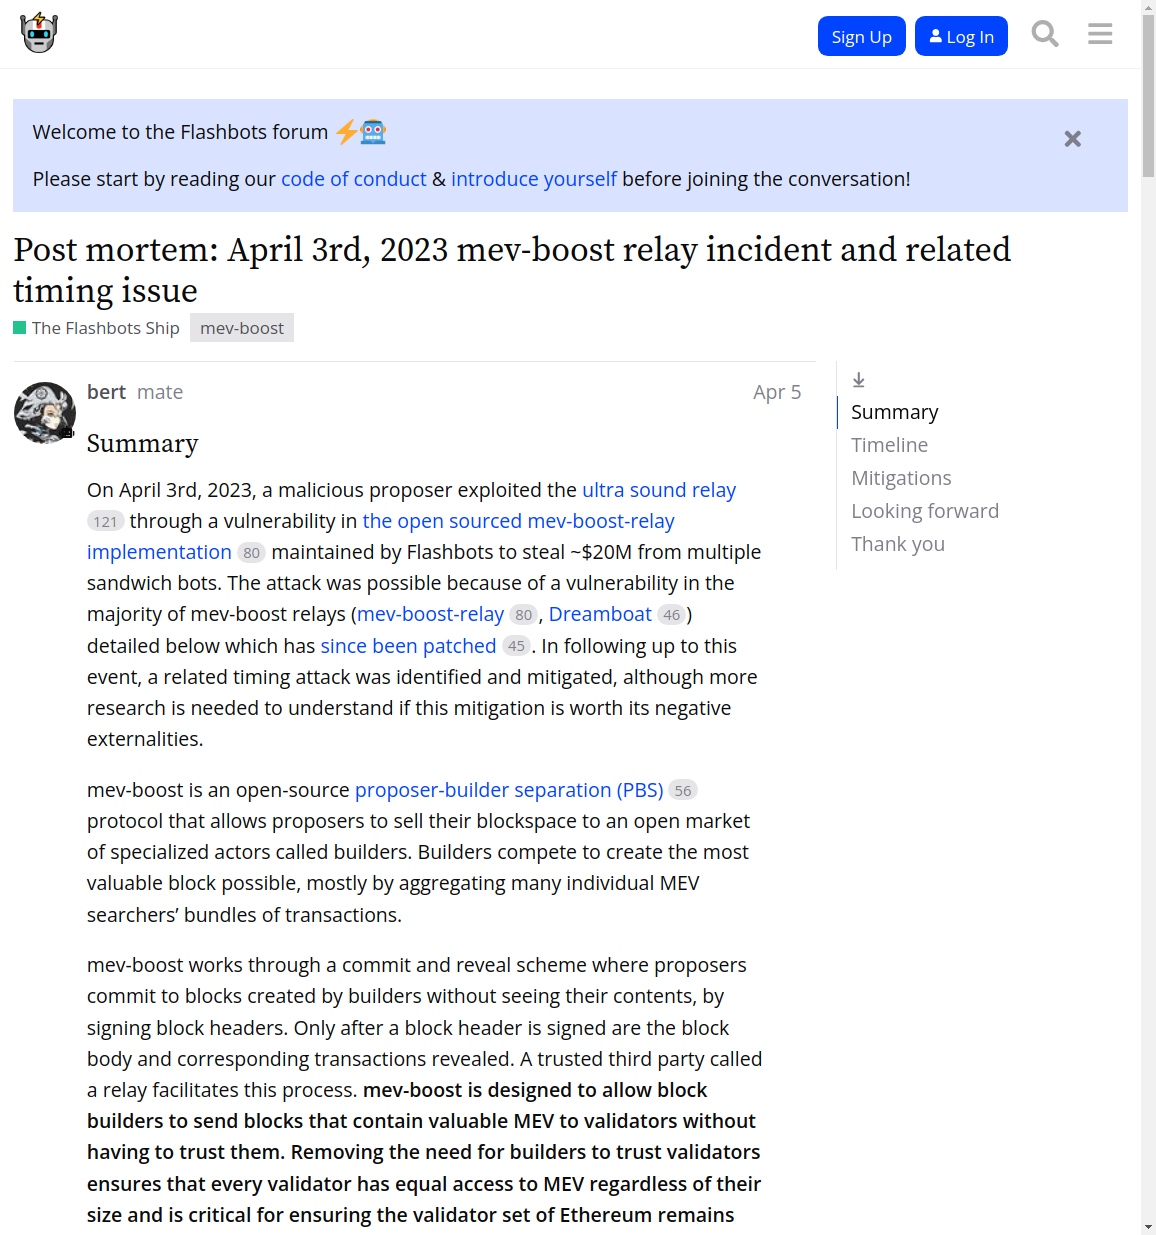 Sign Up
Log In
Welcome to the Flashbots forum
Please start by reading our code of conduct & introduce yourself before joining the conversation!
Post mortem: April 3rd, 2023 mev-boost relay incident and related
timing issue
The Flashbots Ship mev-boost
bert mate Apr 5
Summary
On April 3rd, 2023, a malicious proposer exploited the ultra sound relay
121 through a vulnerability in the open sourced mev-boost-relay
implementation 80 maintained by Flashbots to steal ~$20M from multiple
sandwich bots. The attack was possible because of a vulnerability in the
majority of mev-boost relays (mev-boost-relay 80 , Dreamboat 46 )
detailed below which has since been patched 45 . In following up to this
event, a related timing attack was identified and mitigated, although more
research is needed to understand if this mitigation is worth its negative
externalities.
mev-boost is an open-source proposer-builder separation (PBS) 56
protocol that allows proposers to sell their blockspace to an open market
of specialized actors called builders. Builders compete to create the most
valuable block possible, mostly by aggregating many individual MEV
searchers’ bundles of transactions.
mev-boost works through a commit and reveal scheme where proposers
commit to blocks created by builders without seeing their contents, by
signing block headers. Only after a block header is signed are the block
body and corresponding transactions revealed. A trusted third party called
a relay facilitates this process. mev-boost is designed to allow block
builders to send blocks that contain valuable MEV to validators without
having to trust them. Removing the need for builders to trust validators
ensures that every validator has equal access to MEV regardless of their
size and is critical for ensuring the validator set of Ethereum remains
Summary
Timeline
Mitigations
Looking forward
Thank you